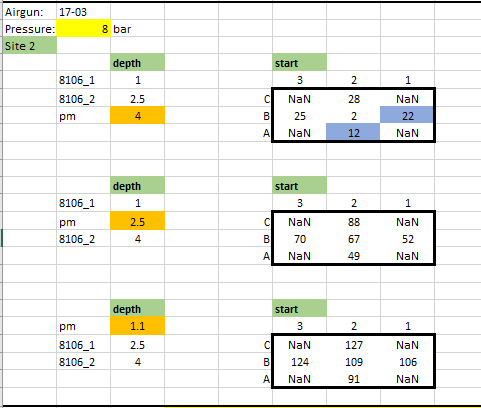 Airgun: 17-03
Pressure: 8 bar
Site 2
depth start
8106_1 1 3 2 1
8106_2 2.5 C NaN 28 NaN
pm 4 B 25 2 22
A NaN 12 NaN
depth start
8106_1 1 3 2 1
pm 2.5 C NaN 88 NaN
8106_2 4 B 70 67 52
A NaN 49 NaN
depth start
pm 1.1 3 2 1
8106_1 2.5 C NaN 127 NaN
8106_2 4 B 124 109 106
A NaN 91 NaN